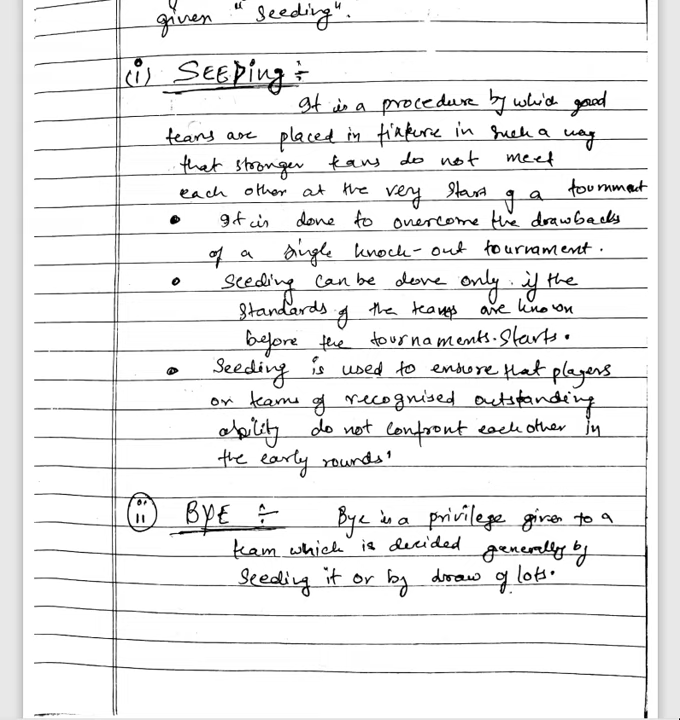 given "Seeding".
(i) SEEDing :-
It is a procedure by which good
teams are placed in fixture in such a way
that stronger teams do not meet
each other at the very start of a tournment
• It is done to overcome the drawbacks
of a single knock-out tournament.
• Seeding can be done only if the
standards of the teams are known
before the tournaments starts.
• Seeding is used to ensure that players
or teams of recognised outstanding
ability do not confront each other in
the early rounds'
(ii) BYE :- Bye is a privilege given to a
team which is decided generally by
Seeding it or by draw of lots.